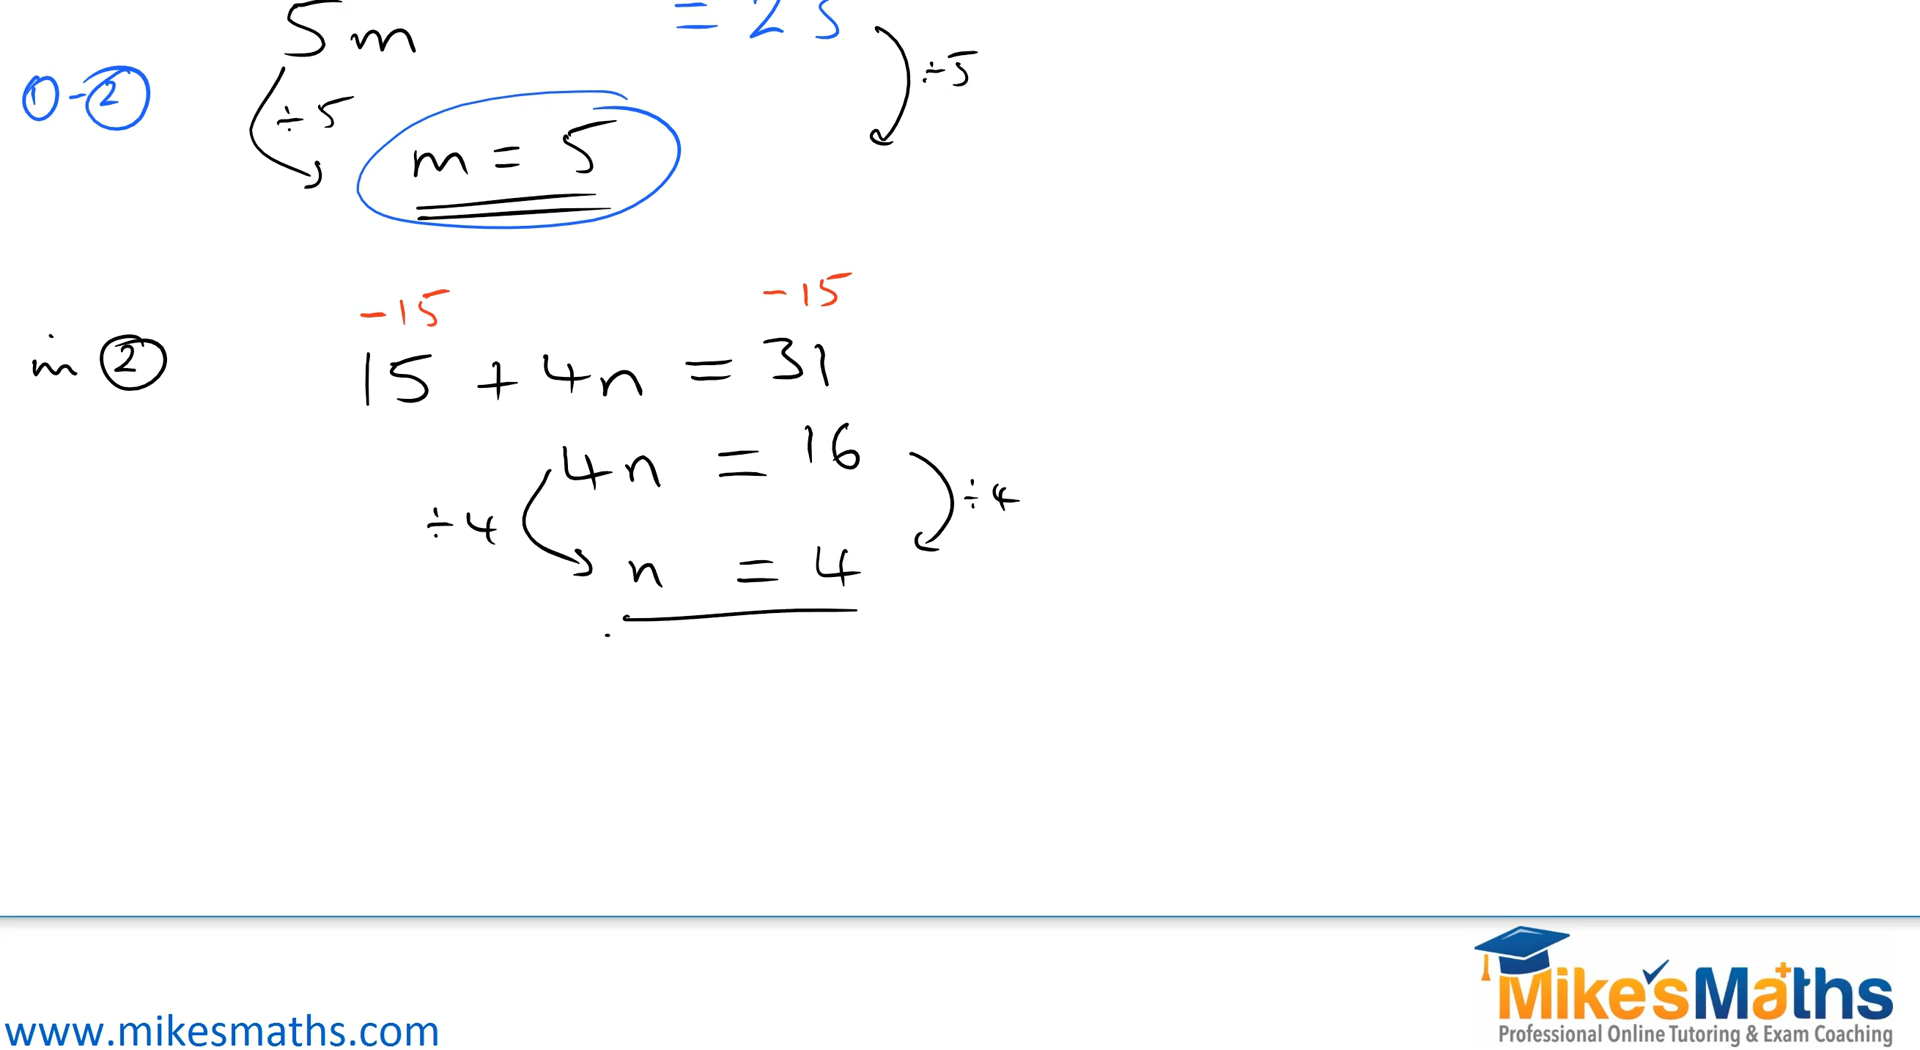 5m = 25
÷5 ÷5
①-②
m = 5
-15 -15
in ② 15 + 4n = 31
4n = 16
÷4 ÷4
n = 4
www.mikesmaths.com
Mike'sMaths
Professional Online Tutoring & Exam Coaching